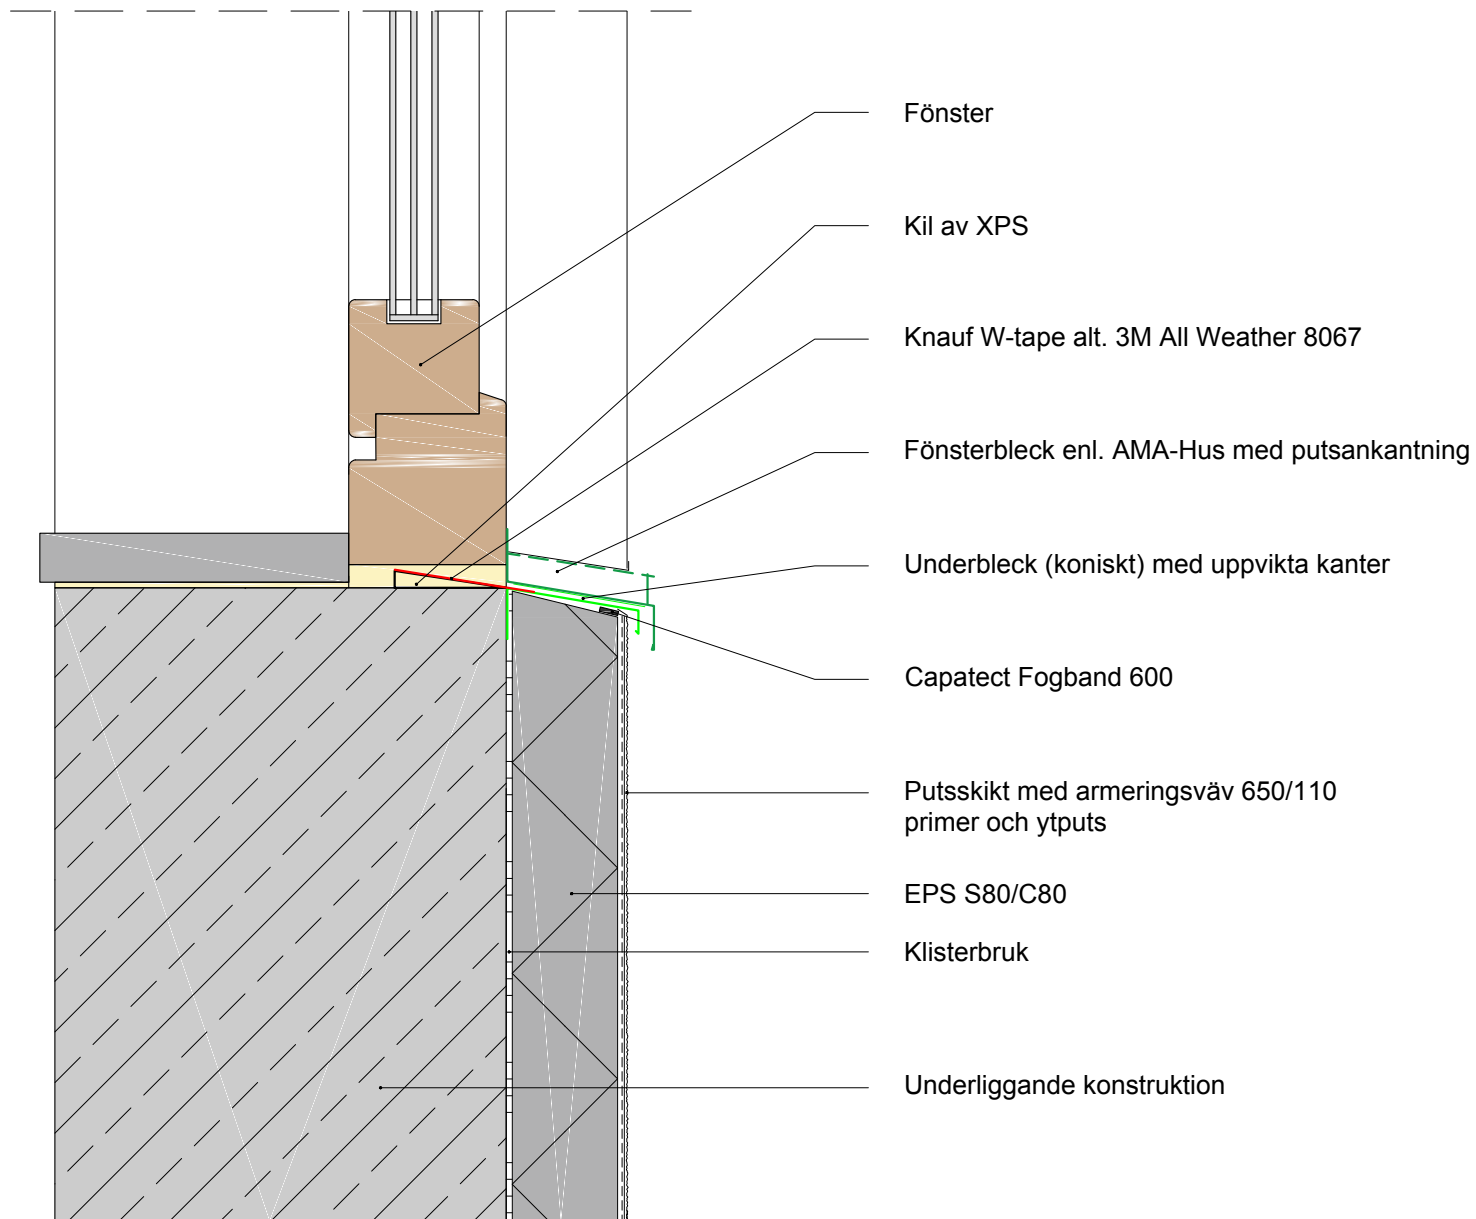 Fönster
Kil av XPS
Knauf W-tape alt. 3M All Weather 8067
Fönsterbleck enl. AMA-Hus med putsankantning
Underbleck (koniskt) med uppvikta kanter
Capatect Fogband 600
Putsskikt med armeringsväv 650/110
primer och ytputs
EPS S80/C80
Klisterbruk
Underliggande konstruktion